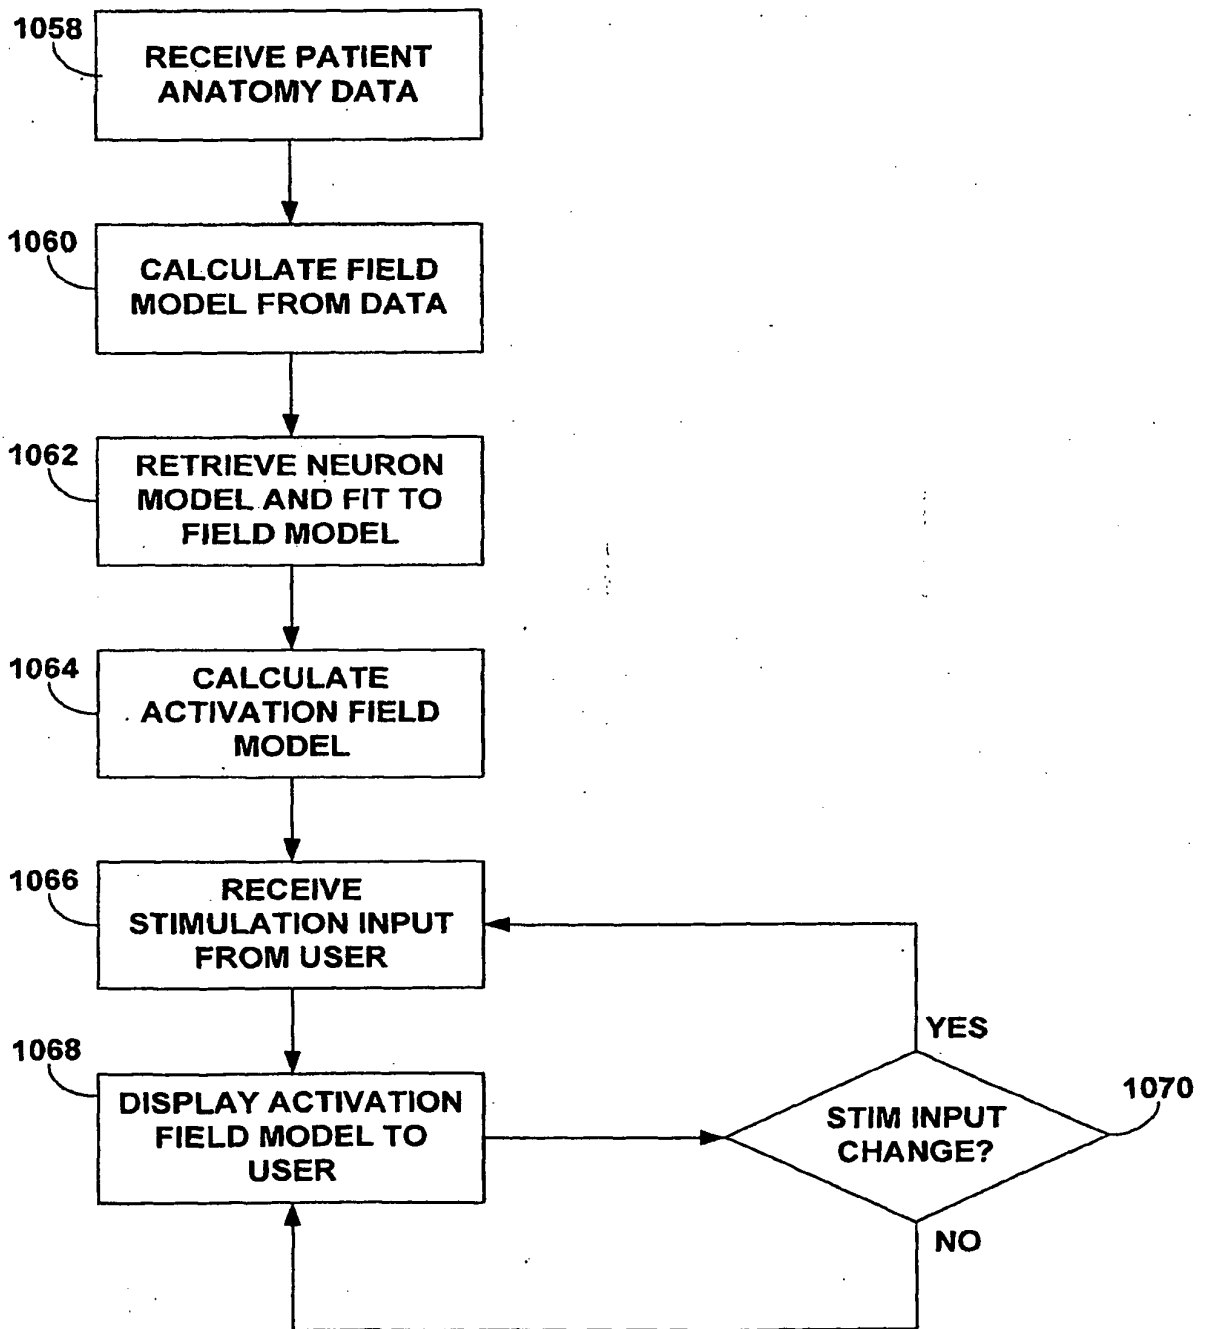 1058
RECEIVE PATIENT
ANATOMY DATA
1060
CALCULATE FIELD
MODEL FROM DATA
1062
RETRIEVE NEURON
MODEL AND FIT TO
FIELD MODEL
1064
CALCULATE
ACTIVATION FIELD
MODEL
1066
RECEIVE
STIMULATION INPUT
FROM USER
YES
1068
DISPLAY ACTIVATION
FIELD MODEL TO
USER
1070
STIM INPUT
CHANGE?
NO